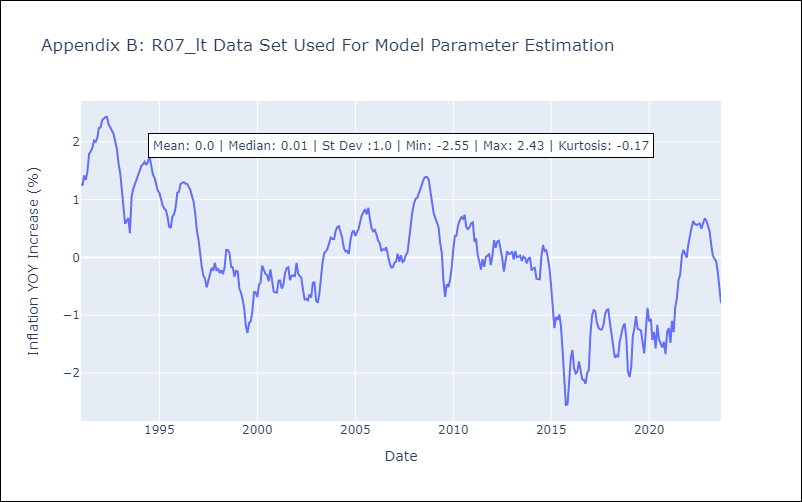 Appendix B: R07_lt Data Set Used For Model Parameter Estimation
Mean: 0.0 | Median: 0.01 | St Dev :1.0 | Min: -2.55 | Max: 2.43 | Kurtosis: -0.17
Inflation YOY Increase (%)
2
1
0
−1
−2
1995 2000 2005 2010 2015 2020
Date